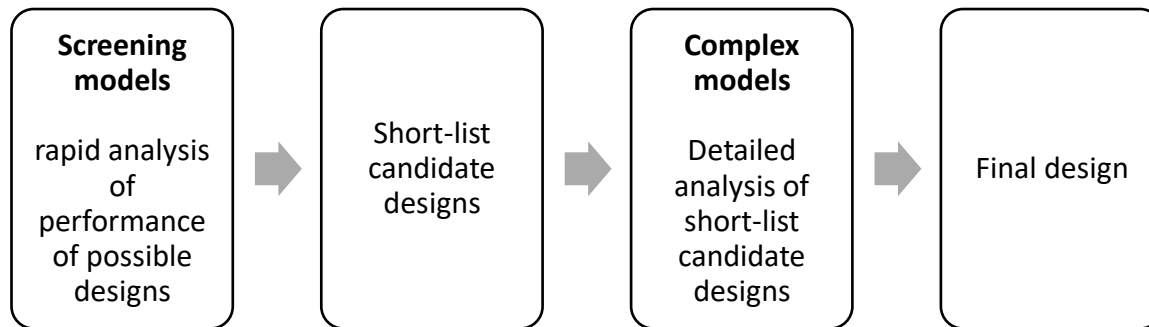 Screening
models
rapid analysis
of
performance
of possible
designs
Short-list
candidate
designs
Complex
models
Detailed
analysis of
short-list
candidate
designs
Final design